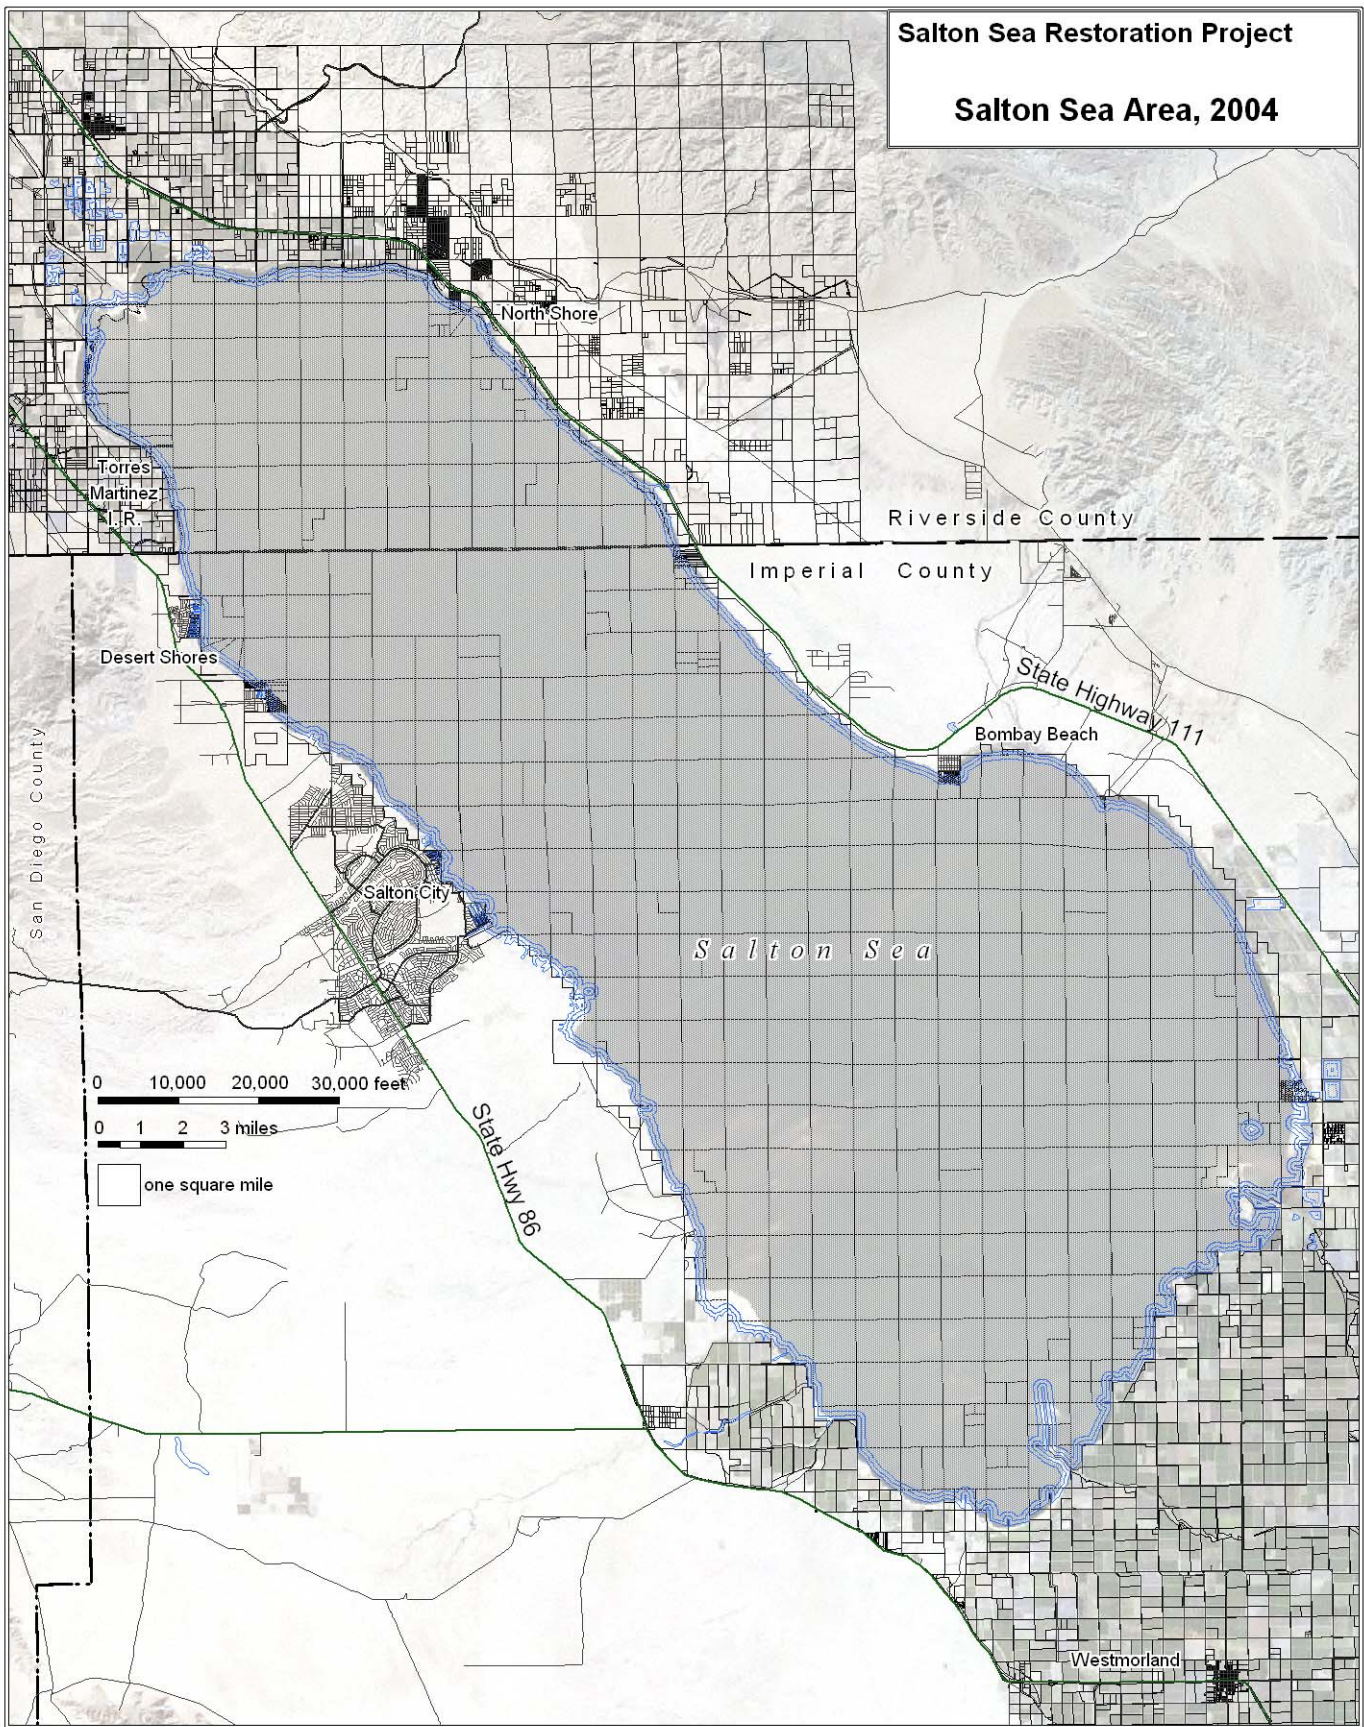 Salton Sea Restoration Project
Salton Sea Area, 2004
North Shore
Torres
Martinez
I. R.
Riverside County
Imperial County
Desert Shores
State Highway 111
Bombay Beach
San Diego County
Salton City
Salton Sea
0 10,000 20,000 30,000 feet
0 1 2 3 miles
State Hwy 86
one square mile
Westmorland